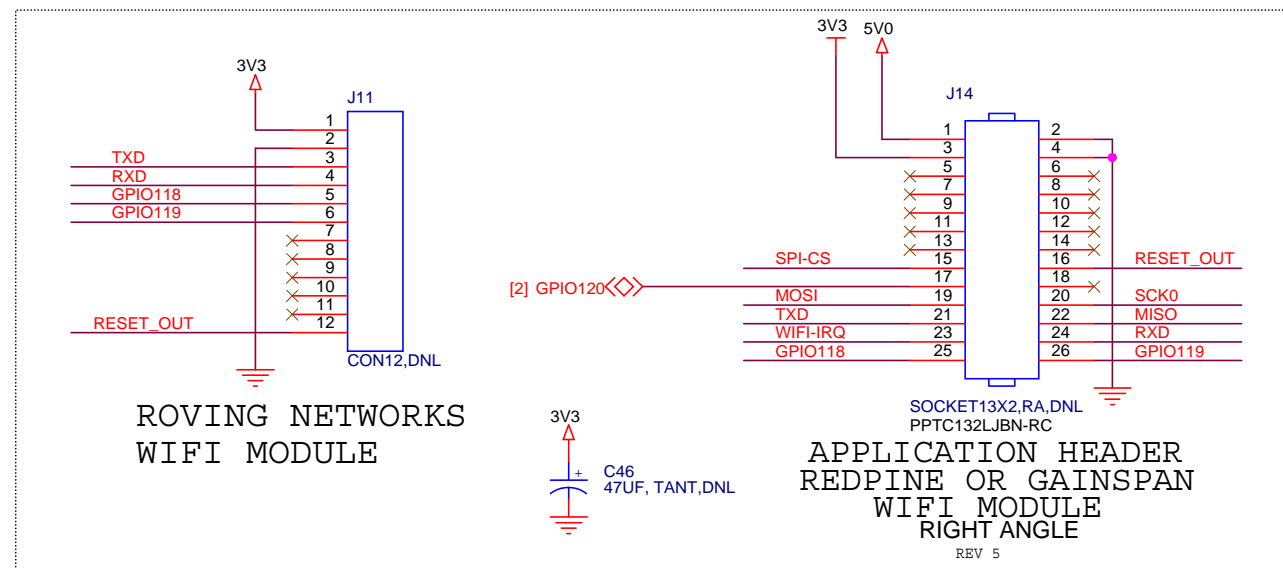 3V3
J11
1
2
TXD 3
RXD 4
GPIO118 5
GPIO119 6
7
8
9
10
11
RESET_OUT 12
CON12,DNL
ROVING NETWORKS
WIFI MODULE
3V3
C46
+
47UF, TANT,DNL
3V3 5V0
J14
1 2
3 4
5 6
7 8
9 10
11 12
13 14
SPI-CS 15 16 RESET_OUT
[2] GPIO120 17 18
MOSI 19 20 SCK0
TXD 21 22 MISO
WIFI-IRQ 23 24 RXD
GPIO118 25 26 GPIO119
SOCKET13X2,RA,DNL
PPTC132LJBN-RC
APPLICATION HEADER
REDPINE OR GAINSPAN
WIFI MODULE
RIGHT ANGLE
REV 5